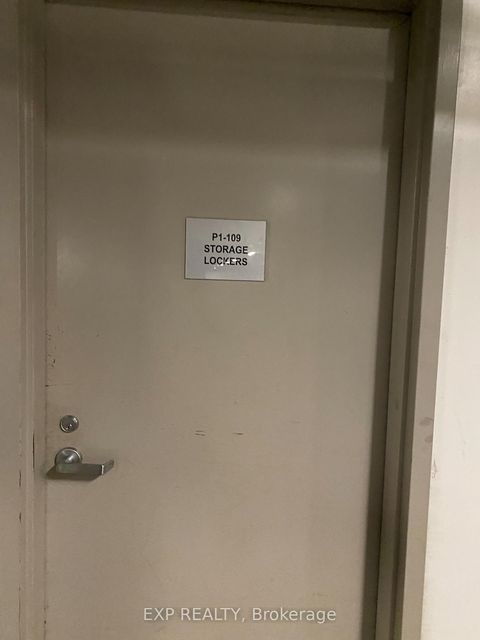 P1-109
STORAGE
LOCKERS
EXP REALTY, Brokerage